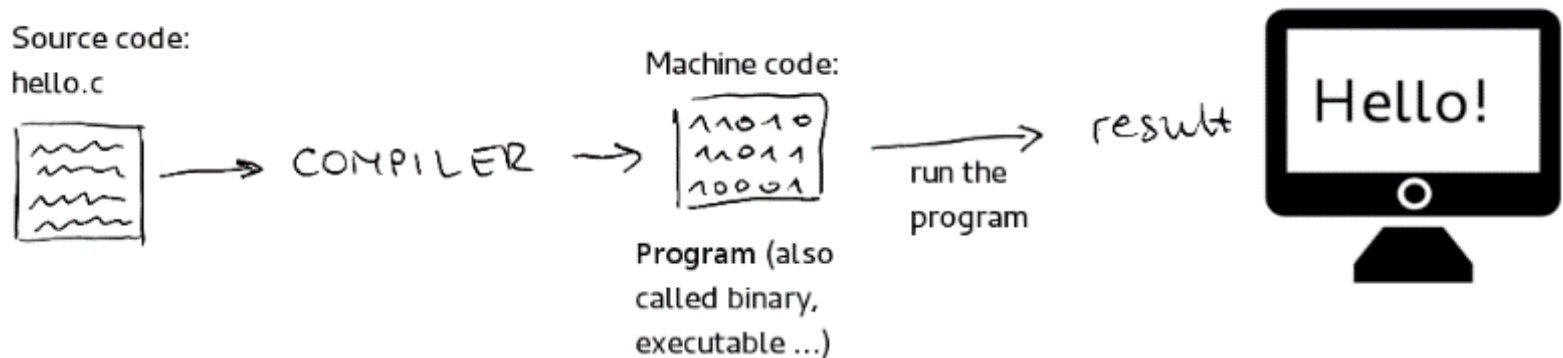 Source code:
hello.c
COMPILER
Machine code:
11010
11011
10001
Program (also
called binary,
executable ...)
run the
program
result
Hello!